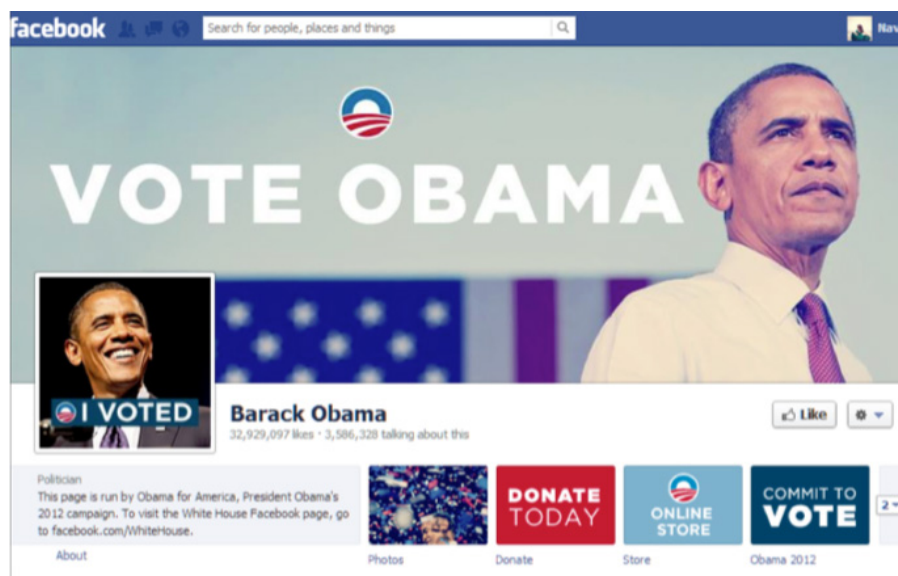 facebook
Search for people, places and things
Nav
VOTE OBAMA
I VOTED
Barack Obama
32,929,097 likes · 3,586,328 talking about this
Like
Politician
This page is run by Obama for America, President Obama's
2012 campaign. To visit the White House Facebook page, go
to facebook.com/WhiteHouse.
About
DONATE
TODAY
ONLINE
STORE
COMMIT TO
VOTE
2
Photos
Donate
Store
Obama 2012